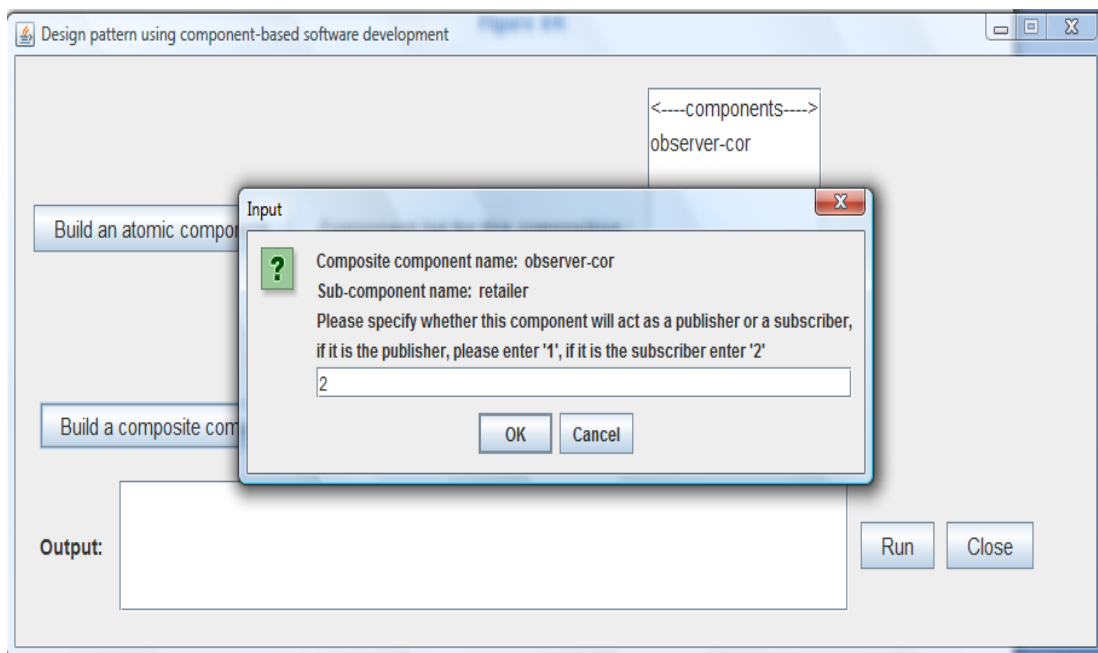 Design pattern using component-based software development
<----components---->
observer-cor
Build an atomic compo
Input
Composite component name: observer-cor
Sub-component name: retailer
Please specify whether this component will act as a publisher or a subscriber,
if it is the publisher, please enter '1', if it is the subscriber enter '2'
2
OK Cancel
Build a composite com
Output:
Run Close